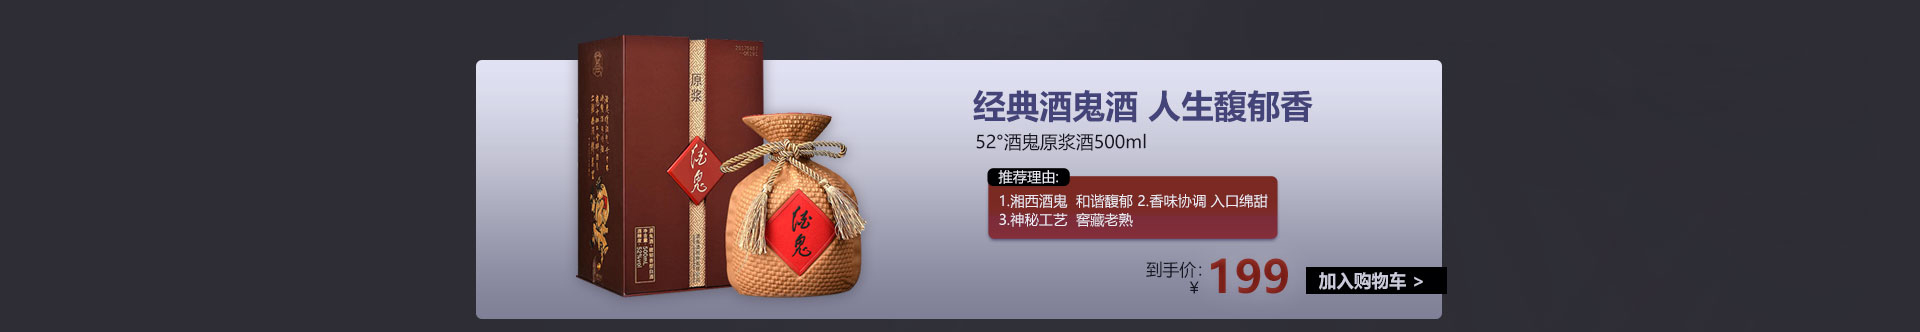 原浆
酒鬼
酒鬼
经典酒鬼酒 人生馥郁香
52°酒鬼原浆酒500ml
推荐理由:
1.湘西酒鬼 和谐馥郁 2.香味协调 入口绵甜
3.神秘工艺 窖藏老熟
到手价:
¥ 199
加入购物车 >